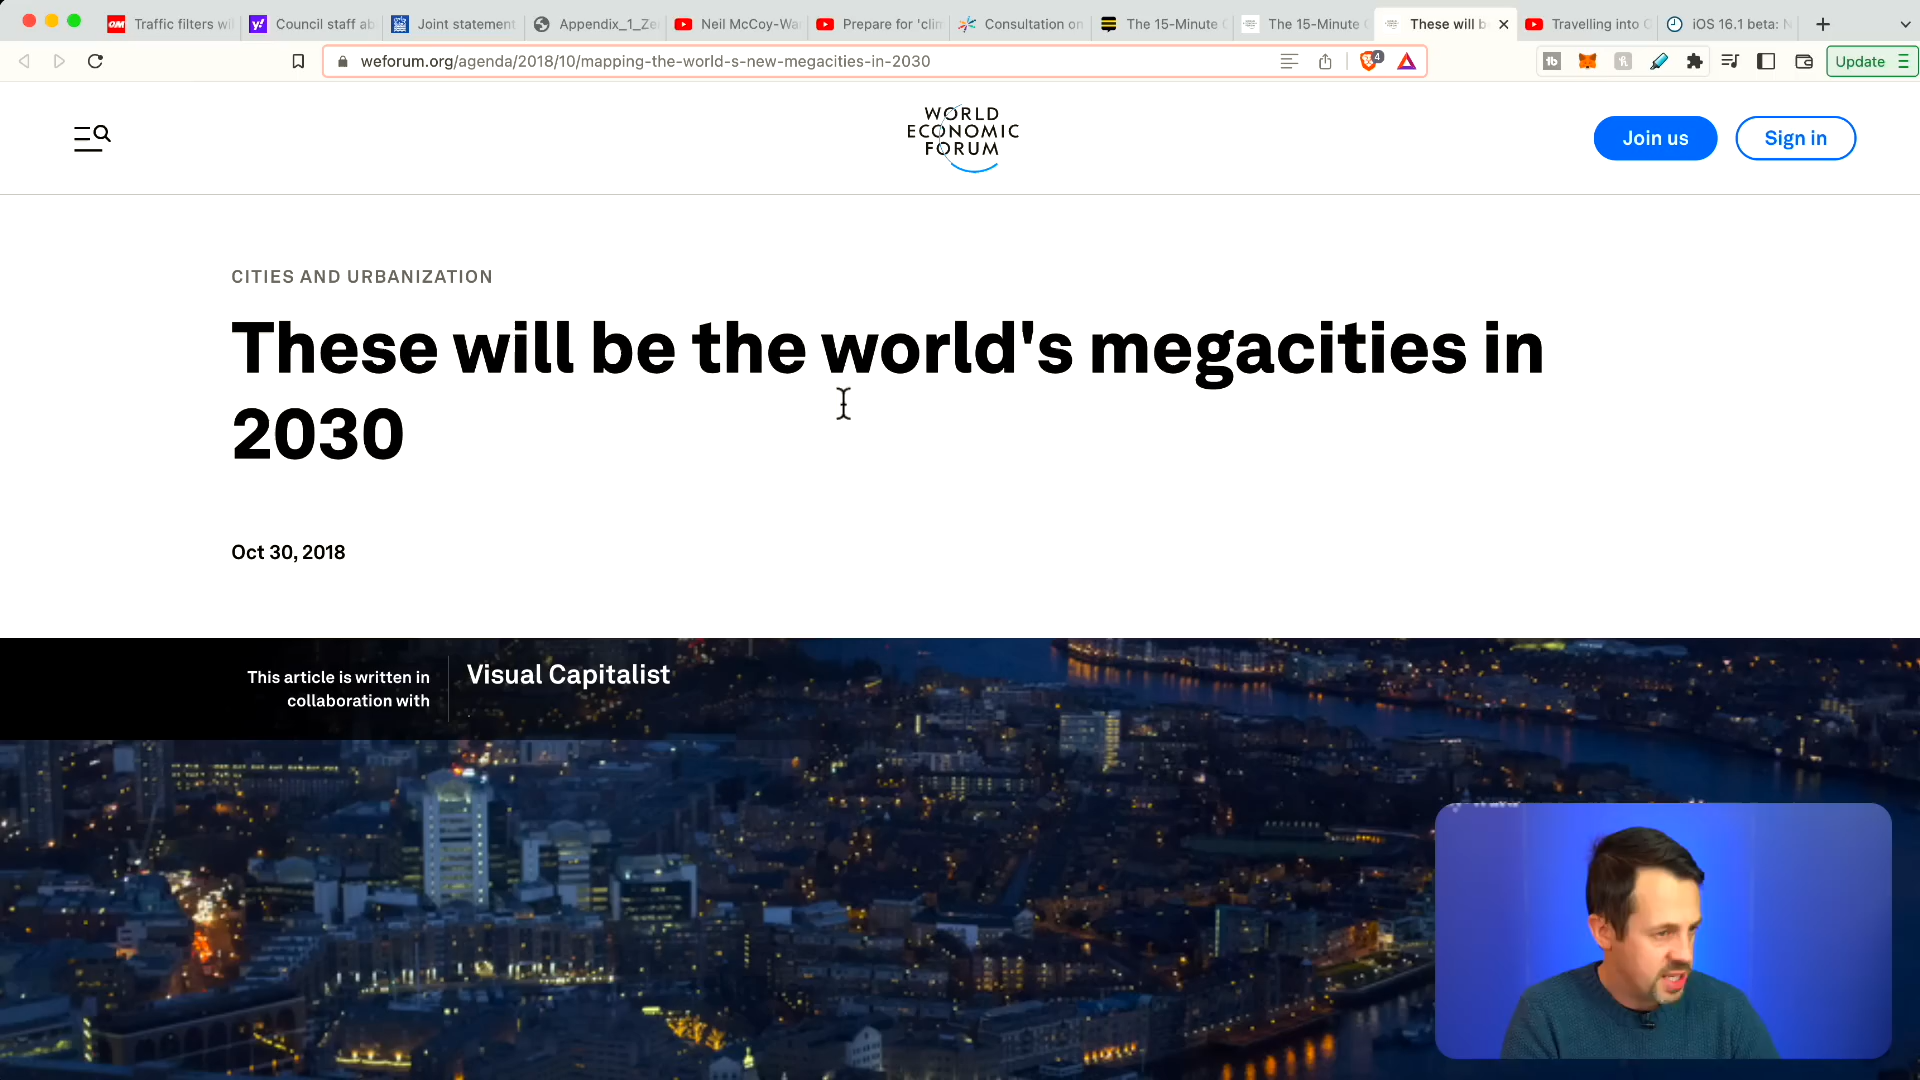 Traffic filters wi
Council staff ab
Joint statement
Appendix_1_Ze
Neil McCoy-Wa
Prepare for 'clin
Consultation on
The 15-Minute C
The 15-Minute C
These will b
Travelling into O
iOS 16.1 beta: N
weforum.org/agenda/2018/10/mapping-the-world-s-new-megacities-in-2030
4
Update
WORLD
ECONOMIC
FORUM
Join us
Sign in
CITIES AND URBANIZATION
These will be the world's megacities in
2030
Oct 30, 2018
This article is written in
collaboration with
Visual Capitalist